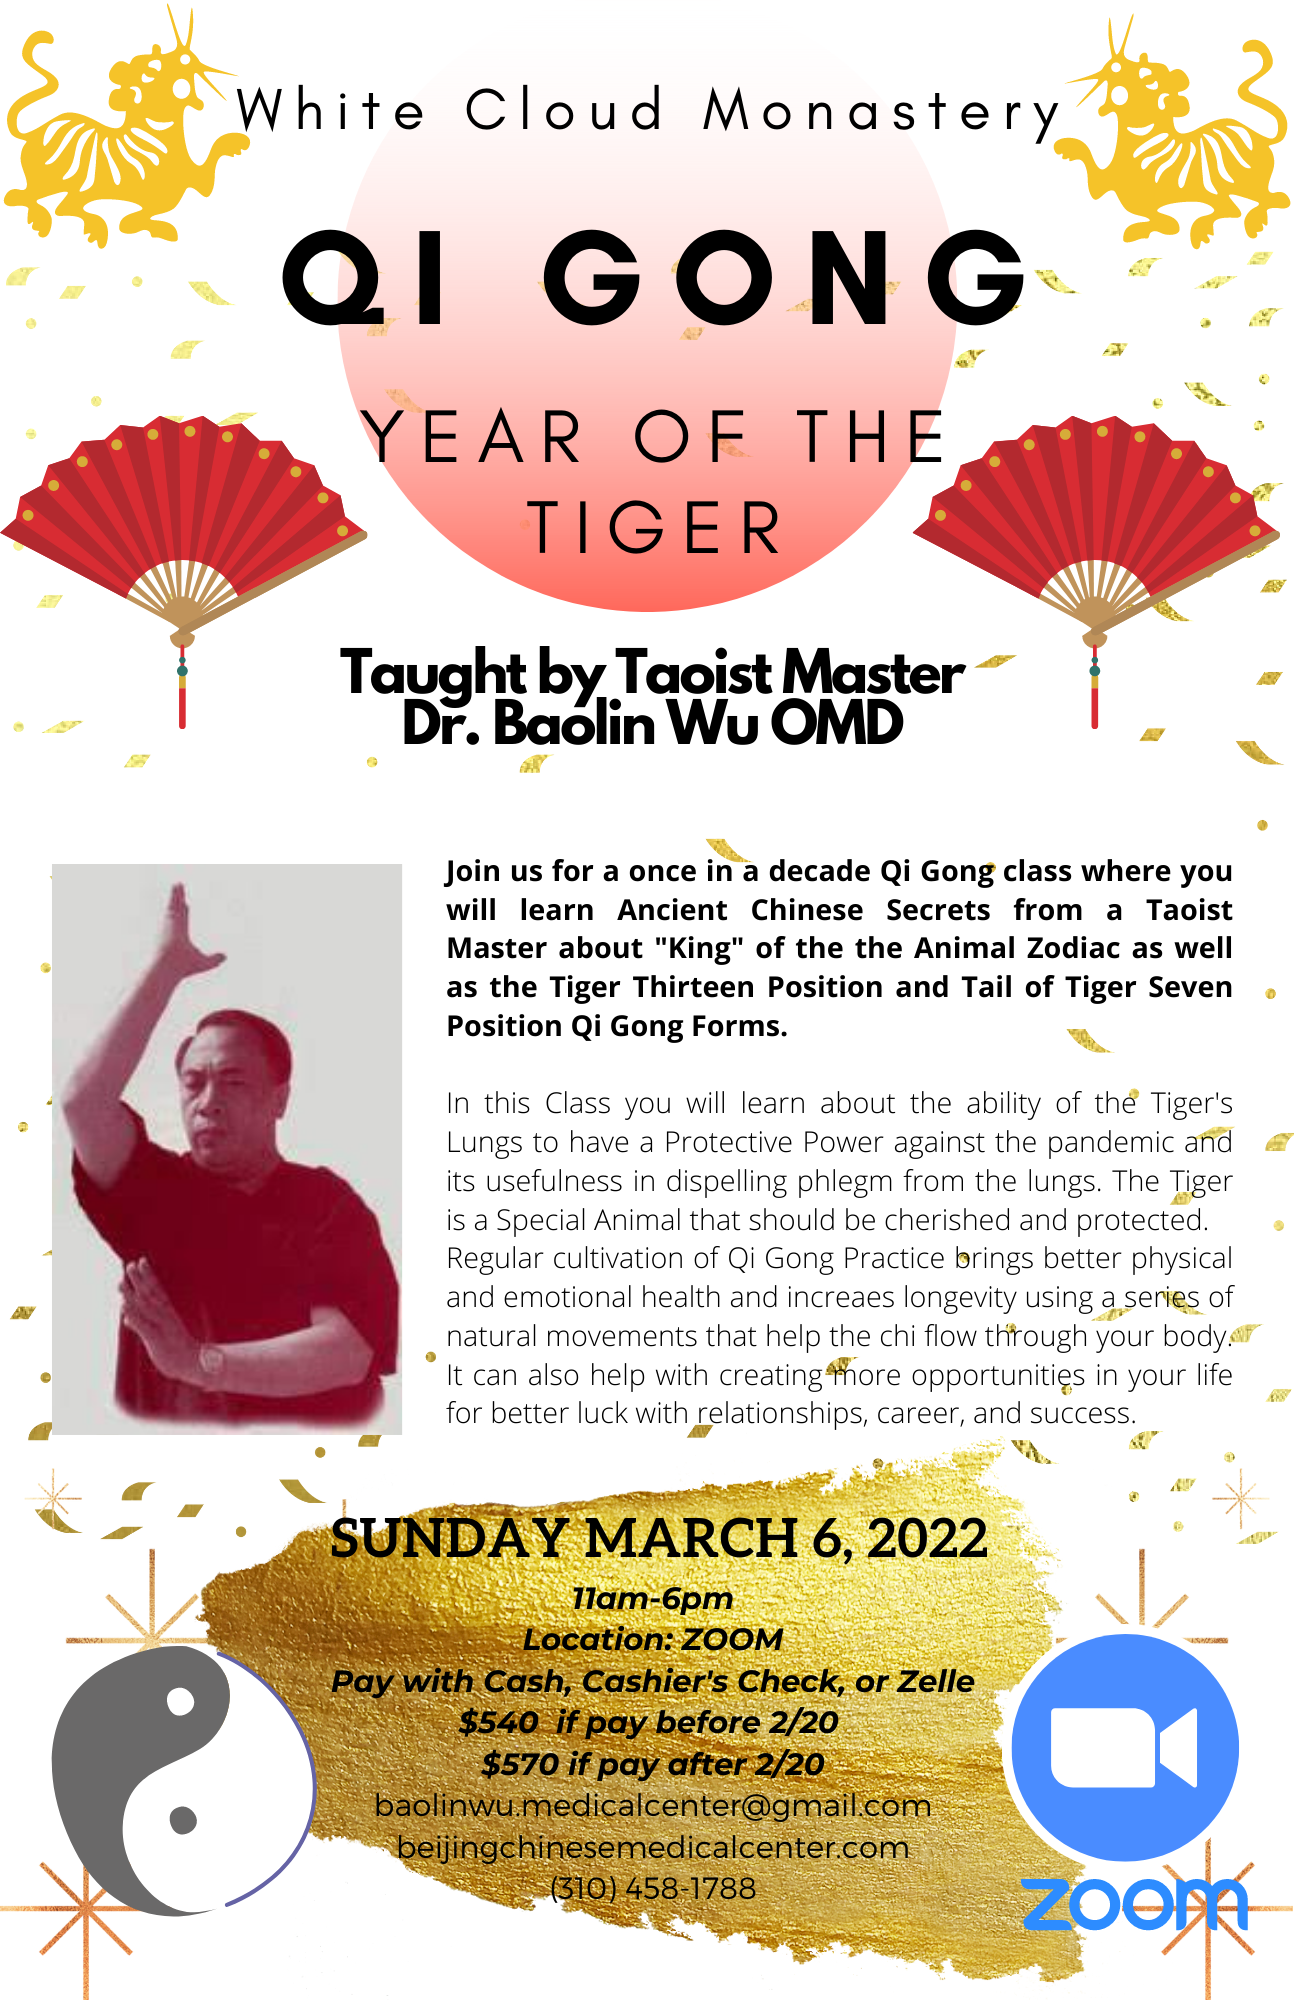 White Cloud Monastery
QI GONG
YEAR OF THE
TIGER
Taught by Taoist Master
Dr. Baolin Wu OMD
Join us for a once in a decade Qi Gong class where you
will learn Ancient Chinese Secrets from a Taoist
Master about "King" of the the Animal Zodiac as well
as the Tiger Thirteen Position and Tail of Tiger Seven
Position Qi Gong Forms.
In this Class you will learn about the ability of the Tiger's
Lungs to have a Protective Power against the pandemic and
its usefulness in dispelling phlegm from the lungs. The Tiger
is a Special Animal that should be cherished and protected.
Regular cultivation of Qi Gong Practice brings better physical
and emotional health and increaes longevity using a series of
natural movements that help the chi flow through your body.
It can also help with creating more opportunities in your life
for better luck with relationships, career, and success.
SUNDAY MARCH 6, 2022
11am-6pm
Location: ZOOM
Pay with Cash, Cashier's Check, or Zelle
$540 if pay before 2/20
$570 if pay after 2/20
baolinwu.medicalcenter@gmail.com
beijingchinesemedicalcenter.com
(310) 458-1788
zoom